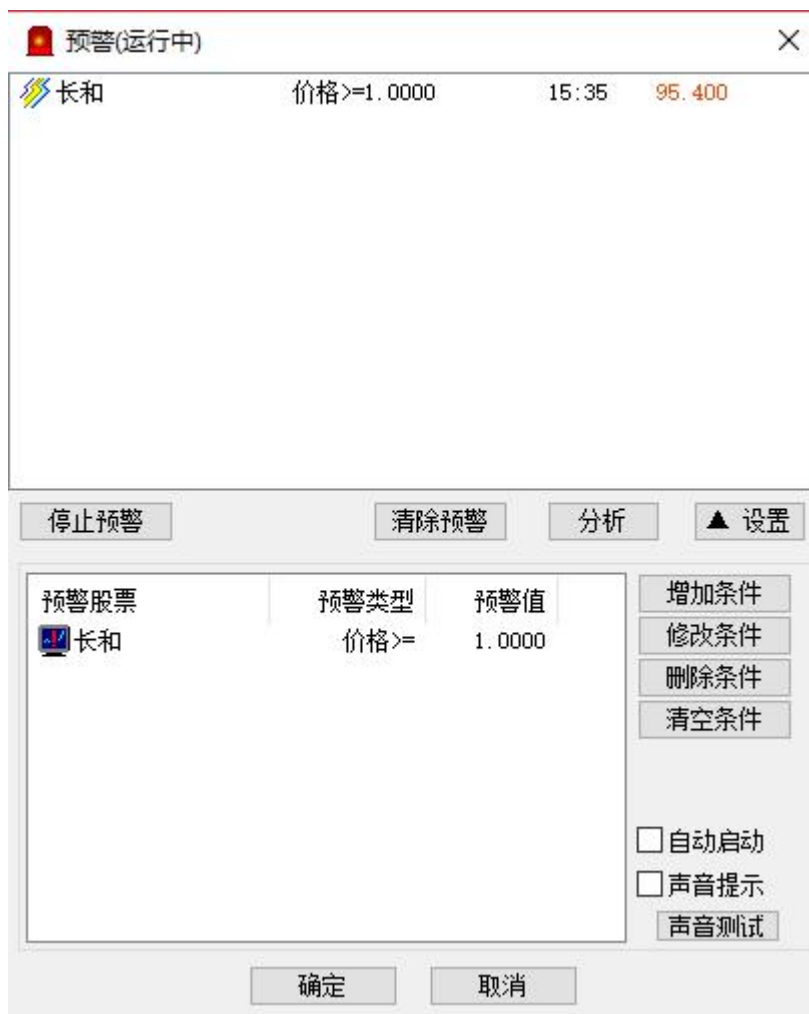 预警(运行中)
长和 价格>=1.0000 15:35 95.400
停止预警 清除预警 分析 ▲ 设置
预警股票 预警类型 预警值
长和 价格>= 1.0000
增加条件
修改条件
删除条件
清空条件
自动启动
声音提示
声音测试
确定 取消